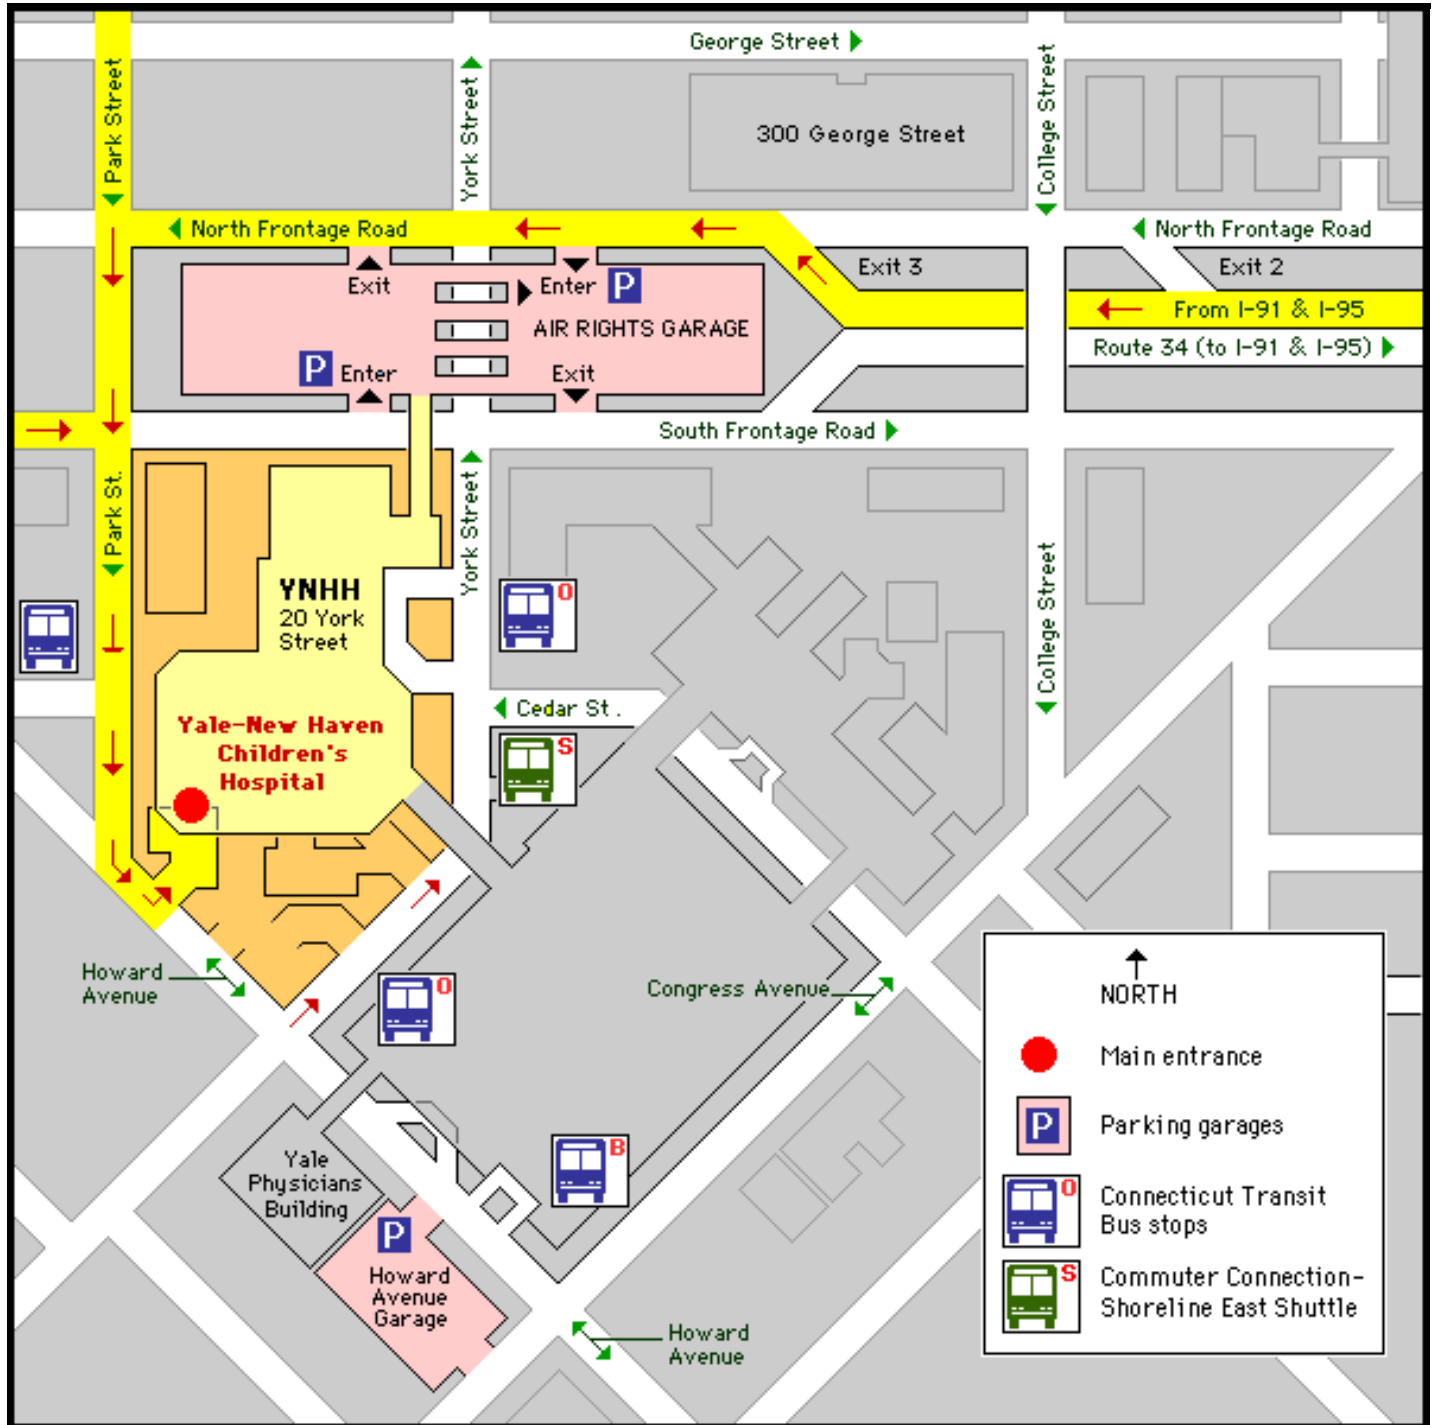 George Street
Park Street
York Street
College Street
300 George Street
North Frontage Road
North Frontage Road
Exit 3
Exit 2
Exit
Enter
P
From I-91 & I-95
AIR RIGHTS GARAGE
Route 34 (to I-91 & I-95)
P
Enter
Exit
South Frontage Road
Park St.
York Street
College Street
YNHH
20 York
Street
O
Cedar St.
Yale-New Haven
Children's
Hospital
S
Howard
Avenue
O
Congress Avenue
NORTH
Main entrance
P
Parking garages
B
Yale
Physicians
Building
O
Connecticut Transit
Bus stops
P
Howard
Avenue
Garage
S
Commuter Connection-
Shoreline East Shuttle
Howard
Avenue